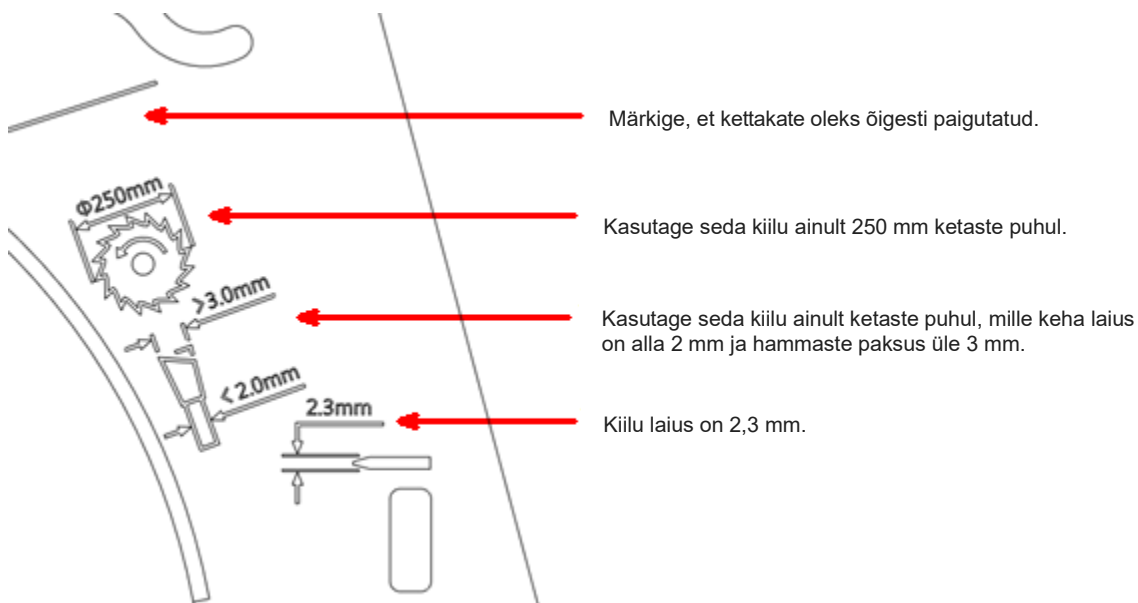 Märkige, et kettakate oleks õigesti paigutatud.
Φ250mm
Kasutage seda kiilu ainult 250 mm ketaste puhul.
>3.0mm
Kasutage seda kiilu ainult ketaste puhul, mille keha laius
on alla 2 mm ja hammaste paksus üle 3 mm.
<2.0mm
2.3mm
Kiilu laius on 2,3 mm.